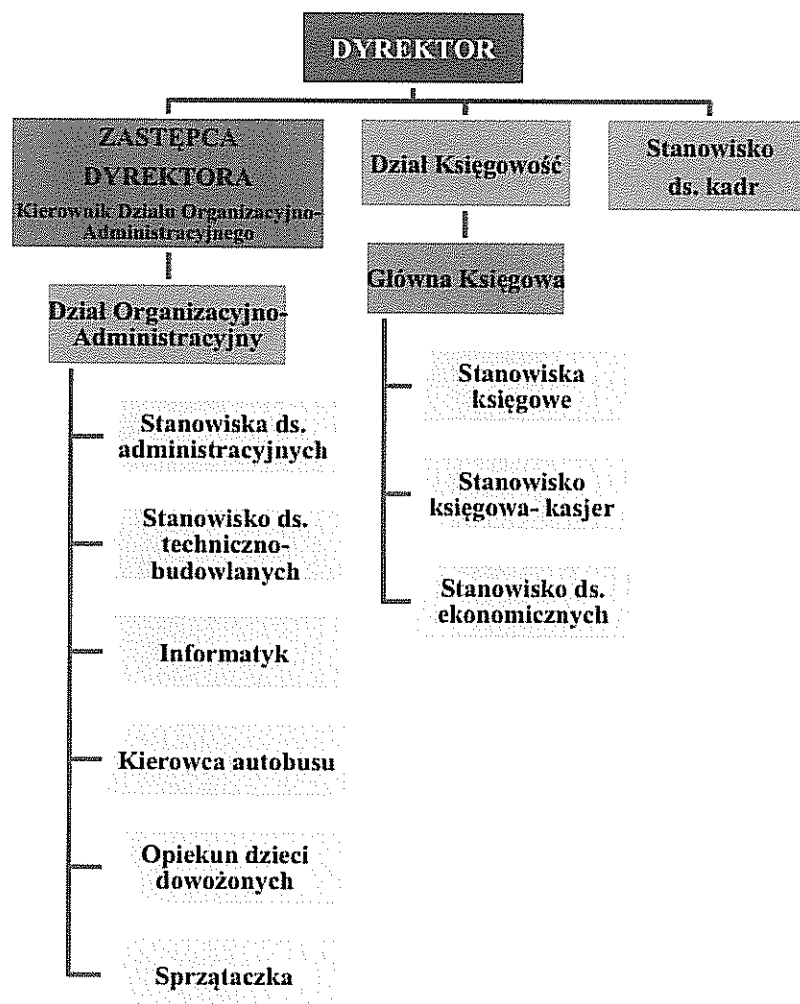 DYREKTOR
ZASTĘPCA
DYREKTORA
Kierownik Działu Organizacyjno-
Administracyjnego
Dział Księgowość
Stanowisko
ds. kadr
Dział Organizacyjno-
Administracyjny
Główna Księgowa
Stanowiska ds.
administracyjnych
Stanowisko ds.
techniczno-
budowlanych
Informatyk
Kierowca autobusu
Opiekun dzieci
dowożonych
Sprzątaczka
Stanowiska
księgowe
Stanowisko
księgowa- kasjer
Stanowisko ds.
ekonomicznych